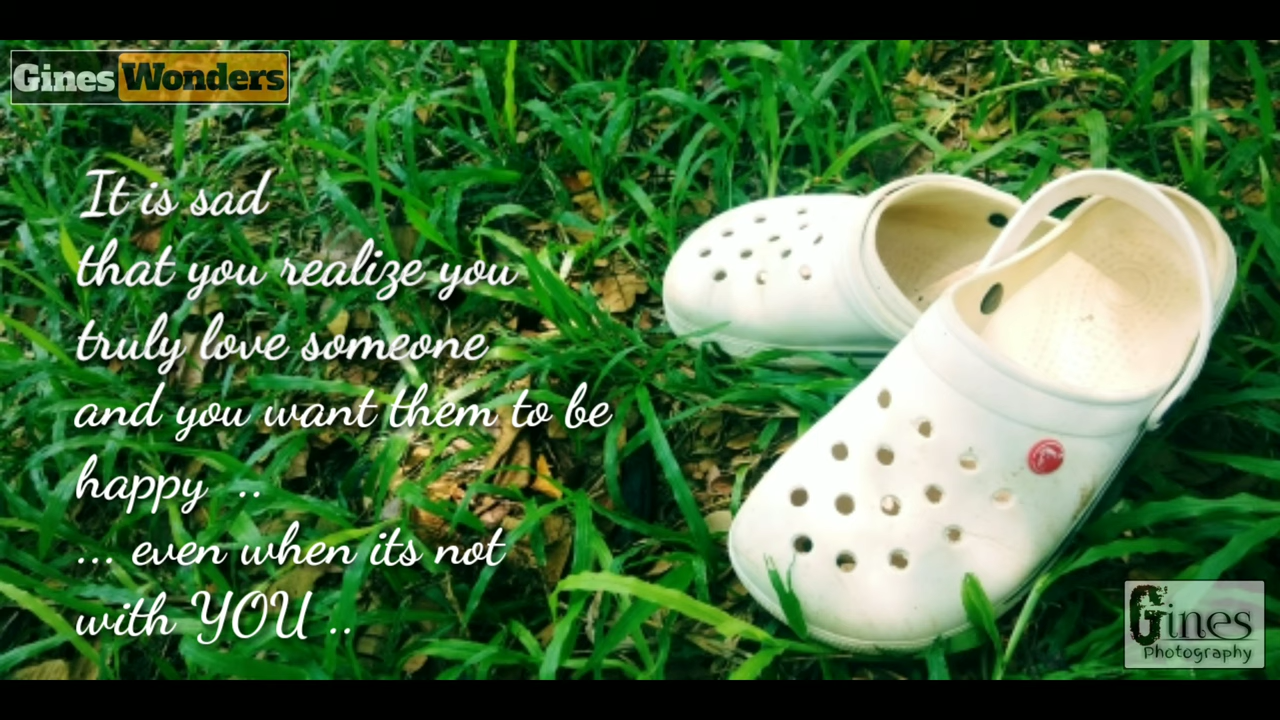 Gines Wonders
It is sad
that you realize you
truly love someone
and you want them to be
happy ..
... even when its not
with YOU ..
Gines
Photography